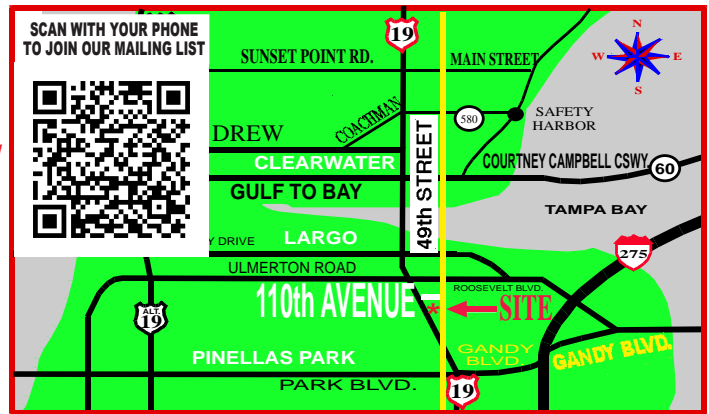 SCAN WITH YOUR PHONE
TO JOIN OUR MAILING LIST
19
N
W E
S
SUNSET POINT RD.
MAIN STREET
COACHMAN
580
SAFETY
HARBOR
DREW
49th STREET
CLEARWATER
COURTNEY CAMPBELL CSWY.
60
GULF TO BAY
TAMPA BAY
Y DRIVE
LARGO
275
ULMERTON ROAD
ROOSEVELT BLVD.
110th AVENUE
* SITE
ALT.
19
GANDY
BLVD.
GANDY BLVD.
PINELLAS PARK
PARK BLVD.
19